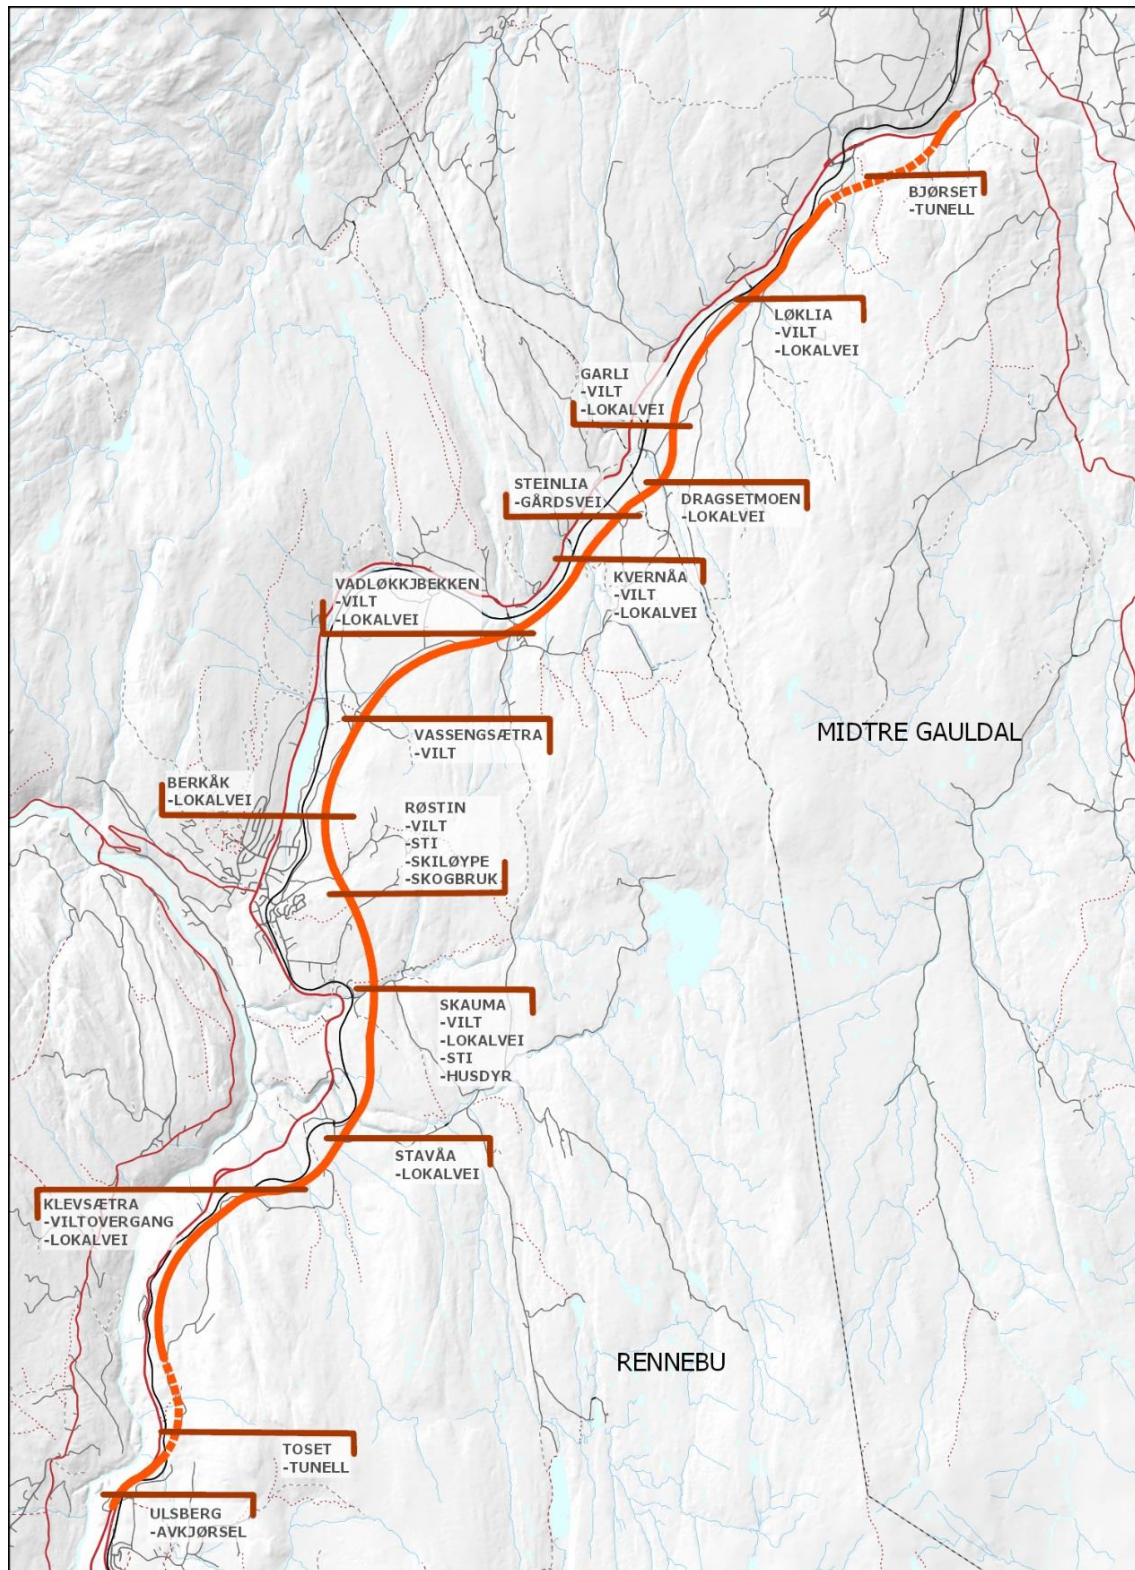 BJØRSET
-TUNELL
LØKLIA
-VILT
-LOKALVEI
GARLI
-VILT
-LOKALVEI
STEINLIA
-GÅRDSVEI
DRAGSETMOEN
-LOKALVEI
VADLØKKJBEKKEN
-VILT
-LOKALVEI
KVERNÅA
-VILT
-LOKALVEI
VASSENGSÆTRA
-VILT
MIDTRE GAULDAL
BERKÅK
-LOKALVEI
RØSTIN
-VILT
-STI
-SKILØYPE
-SKOGBRUK
SKAUMA
-VILT
-LOKALVEI
-STI
-HUSDYR
STAVÅA
-LOKALVEI
KLEVSÆTRA
-VILTOVERGANG
-LOKALVEI
RENNEBU
TOSET
-TUNELL
ULSBERG
-AVKJØRSEL